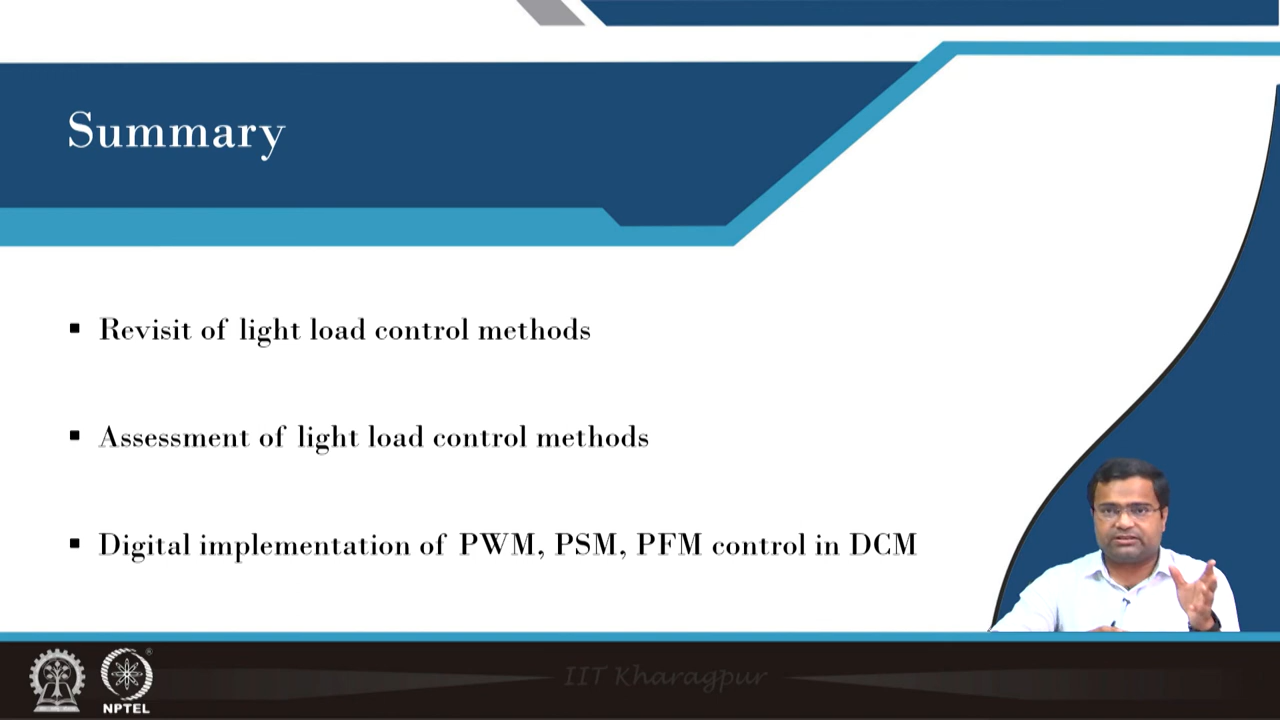 Summary
▪ Revisit of light load control methods
▪ Assessment of light load control methods
▪ Digital implementation of PWM, PSM, PFM control in DCM
IIT Kharagpur
NPTEL